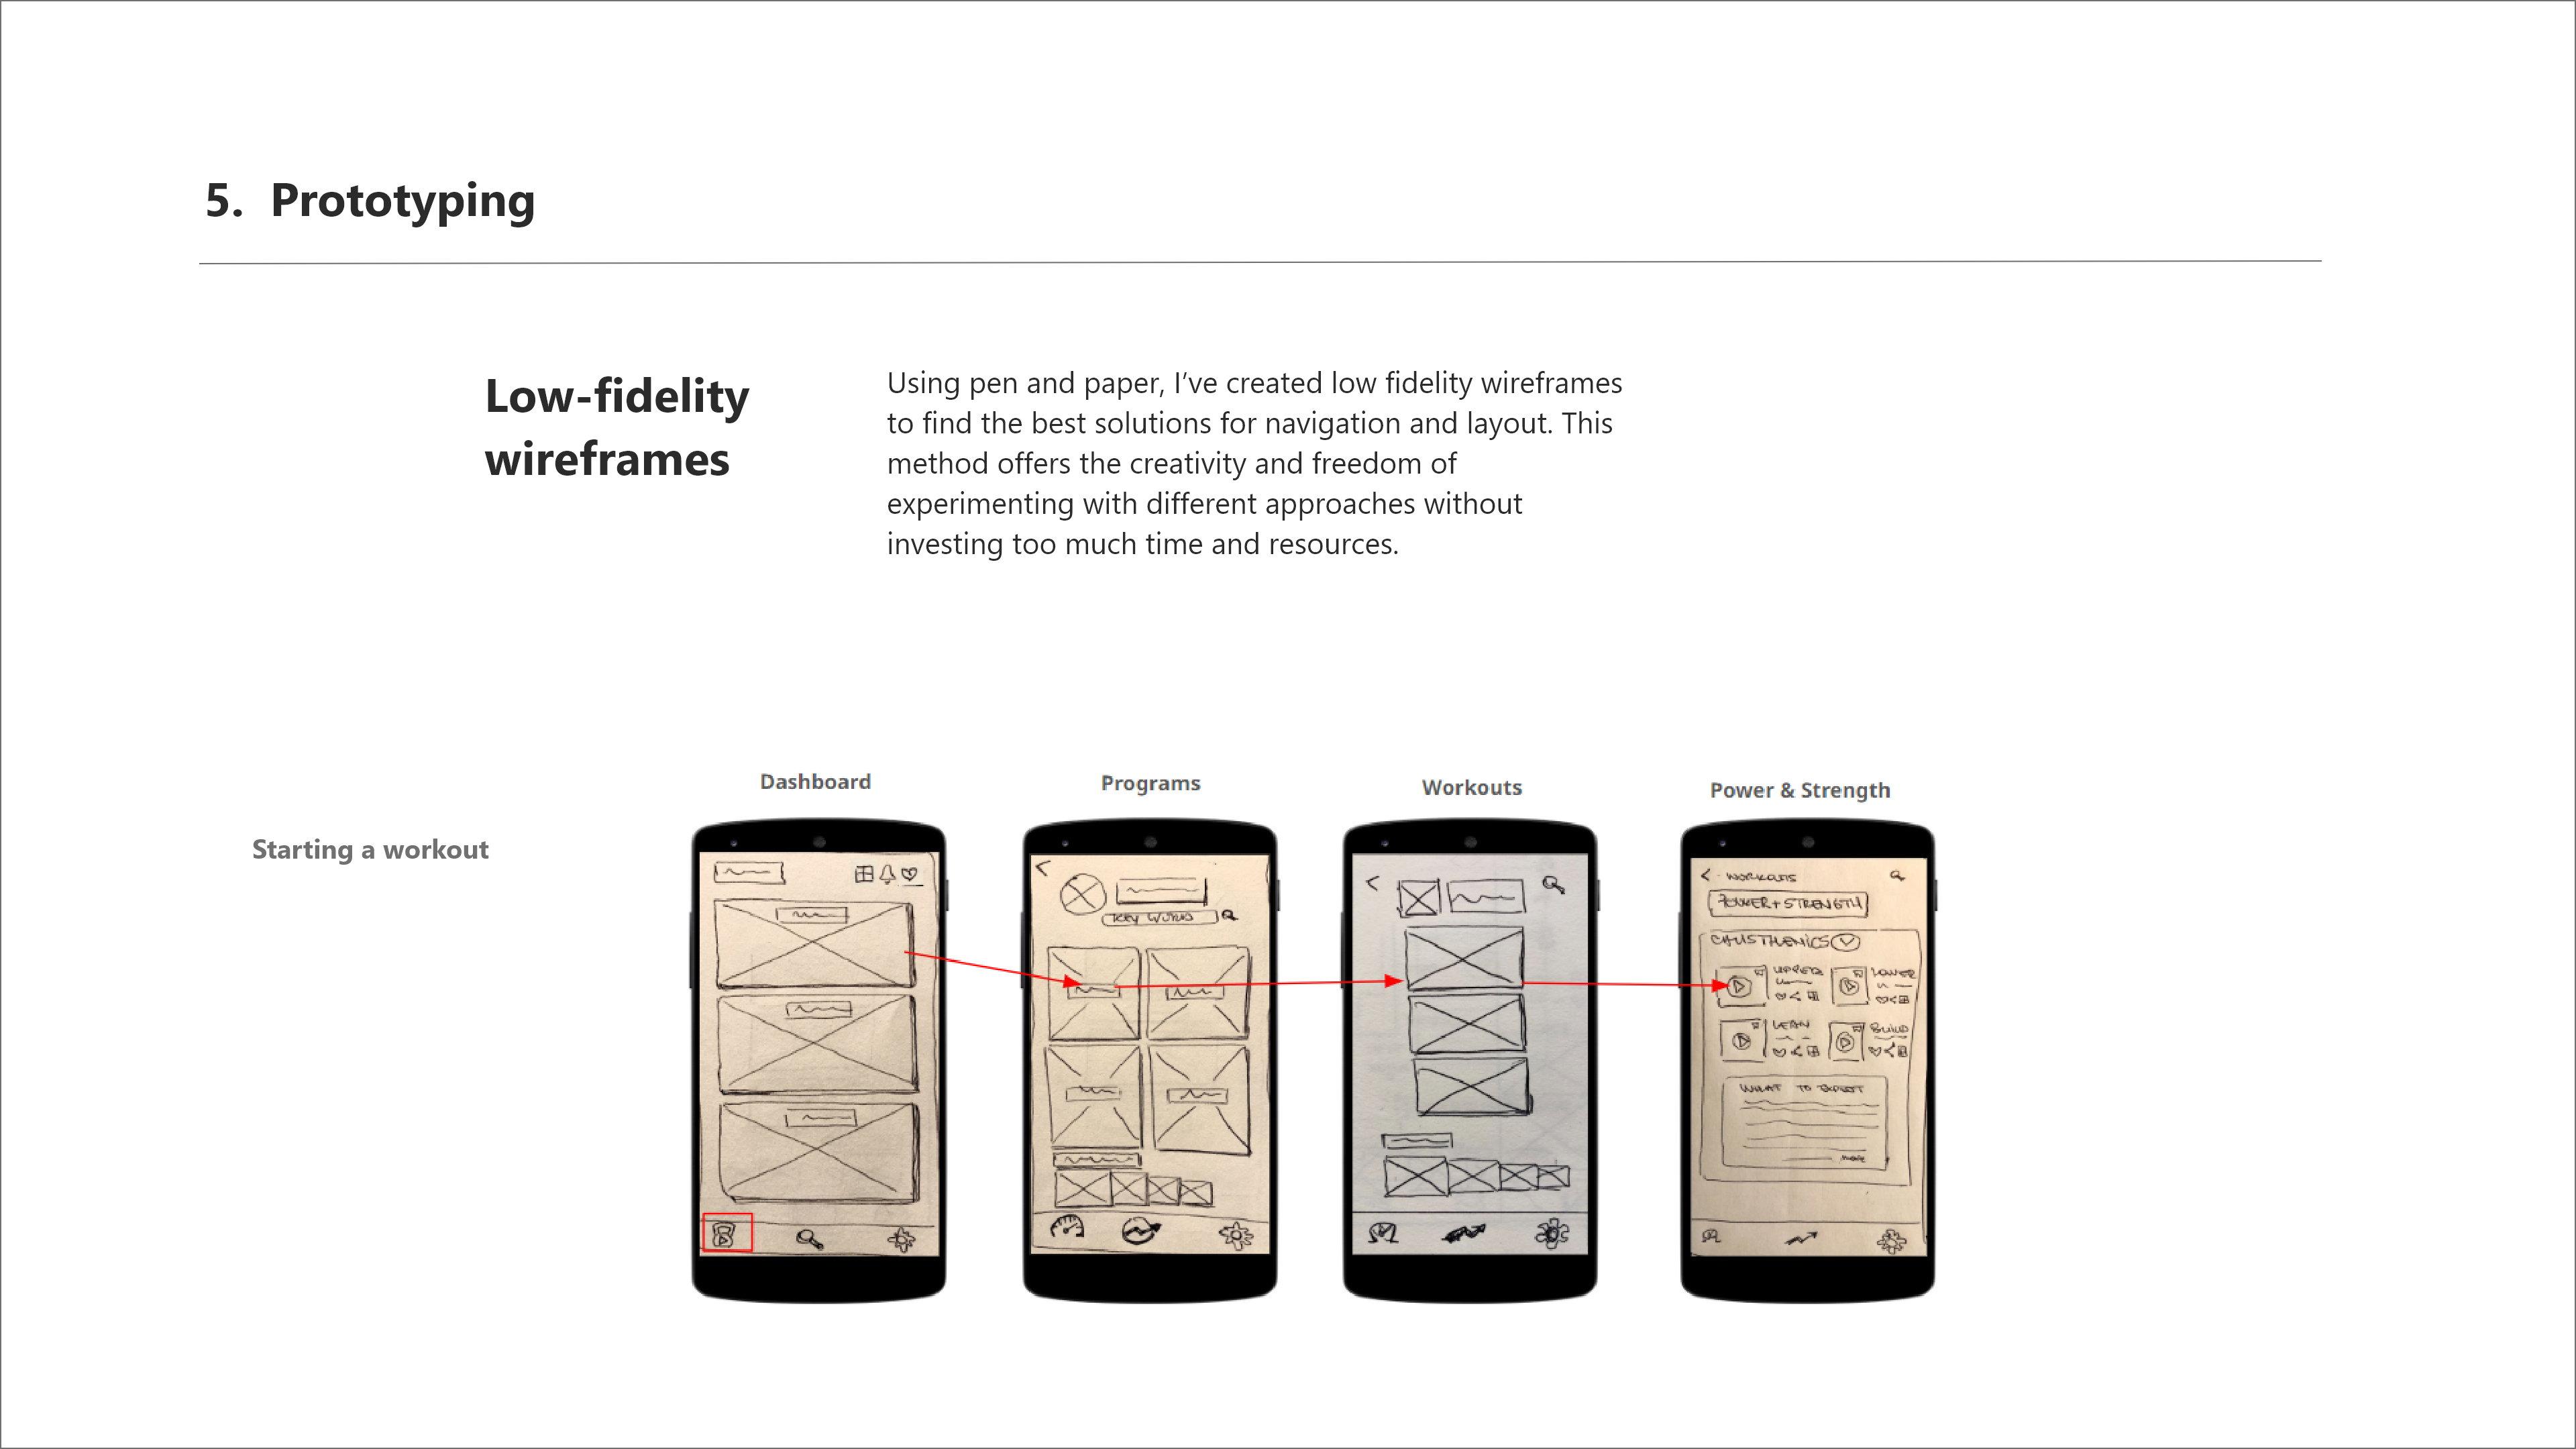 5. Prototyping
Low-fidelity
wireframes
Using pen and paper, I’ve created low fidelity wireframes
to find the best solutions for navigation and layout. This
method offers the creativity and freedom of
experimenting with different approaches without
investing too much time and resources.
Starting a workout
Dashboard
Programs
Workouts
Power & Strength
KEY WORD
< WORKOUTS
POWER + STRENGTH
UPPER
LOWER
LEAN
BUILD
WHAT TO EXPECT
more